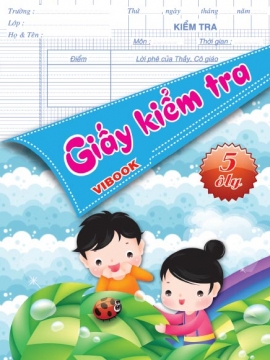 Trường : Thứ ngày tháng năm
Lớp : KIỂM TRA
Họ & Tên : Môn : Thời gian :
Điểm Lời phê của Thầy, Cô giáo
Giấy kiểm tra
VIBOOK
5
ôly